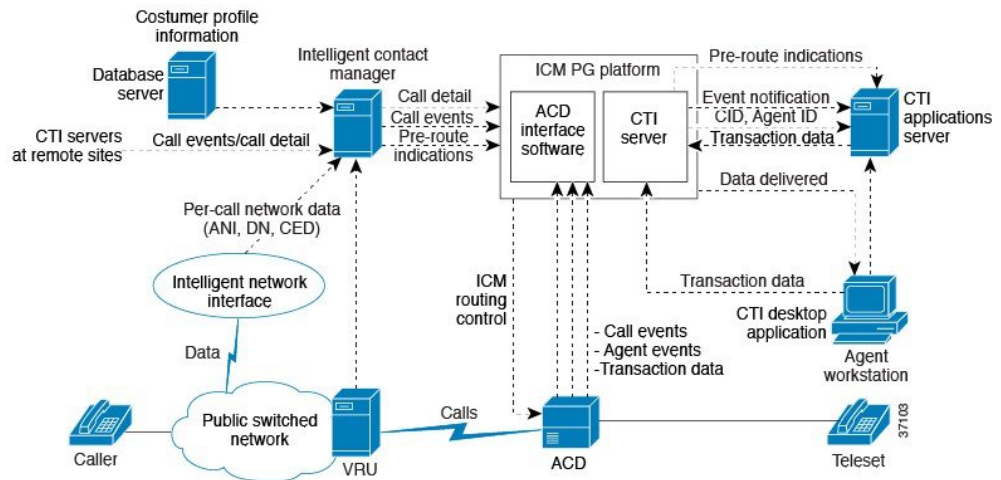 Costumer profile
information
Database
server
Intelligent contact
manager
CTI servers
at remote sites
Call events/call detail
Call detail
Call events
Pre-route
indications
ICM PG platform
ACD
interface
software
CTI
server
Pre-route indications
Event notification
CID, Agent ID
Transaction data
CTI
applications
server
Data delivered
Per-call network data
(ANI, DN, CED)
Intelligent network
interface
ICM
routing
control
Transaction data
CTI desktop
application
Agent
workstation
- Call events
- Agent events
-Transaction data
Data
Public switched
network
Calls
Caller
VRU
ACD
Teleset
37103